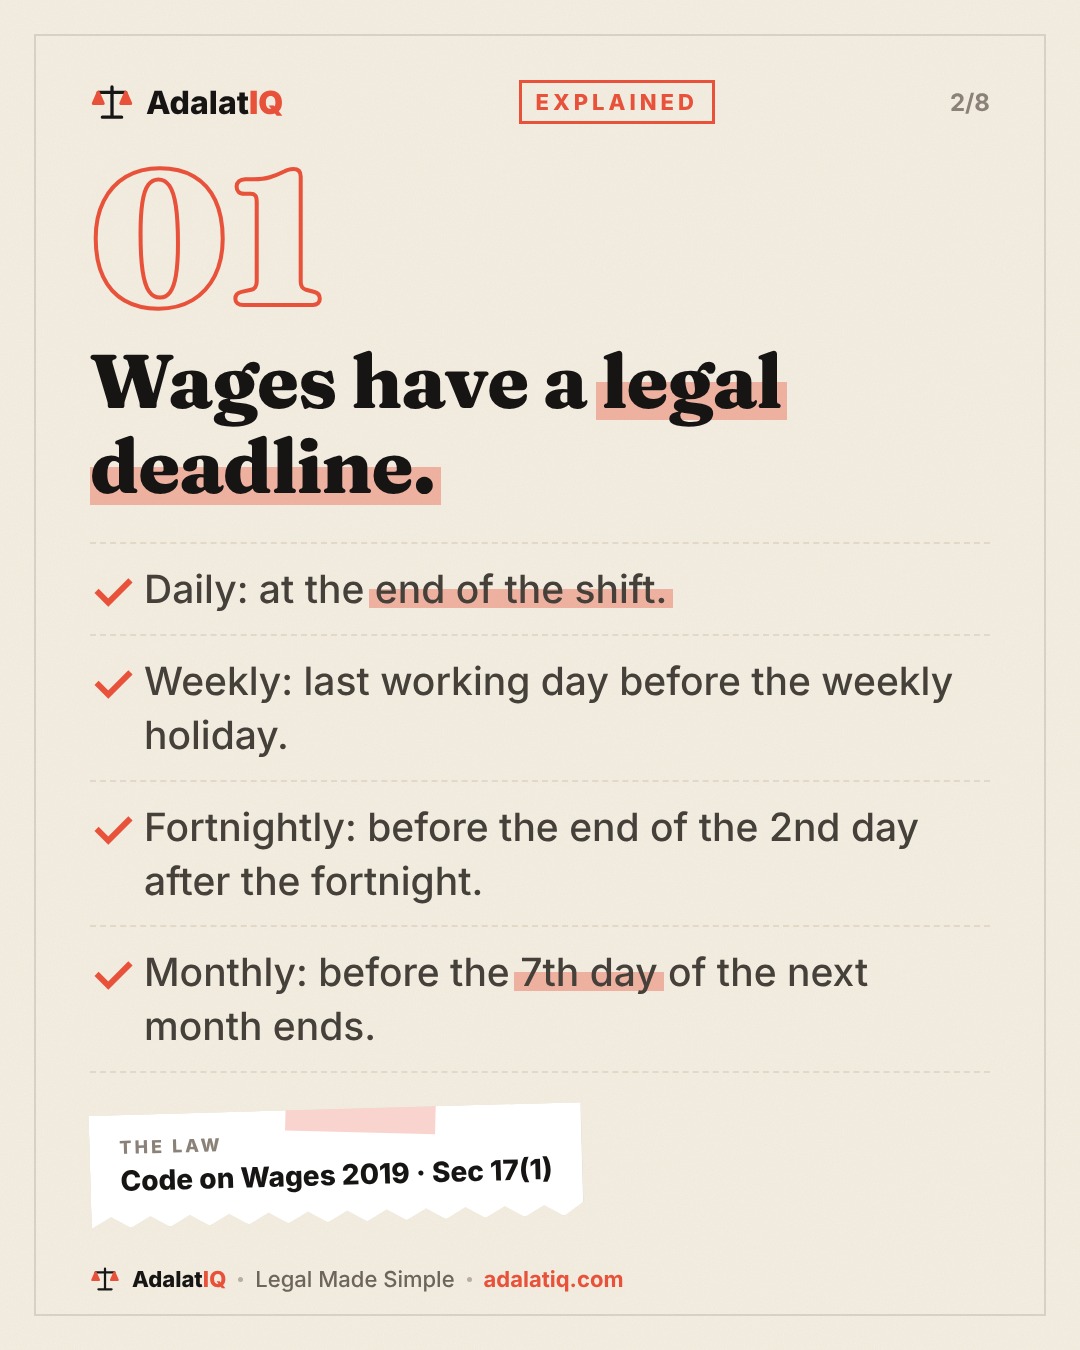 AdalatIQ
EXPLAINED
2/8
01
Wages have a legal
deadline.
Daily: at the end of the shift.
Weekly: last working day before the weekly
holiday.
Fortnightly: before the end of the 2nd day
after the fortnight.
Monthly: before the 7th day of the next
month ends.
THE LAW
Code on Wages 2019 · Sec 17(1)
AdalatIQ • Legal Made Simple • adalatiq.com